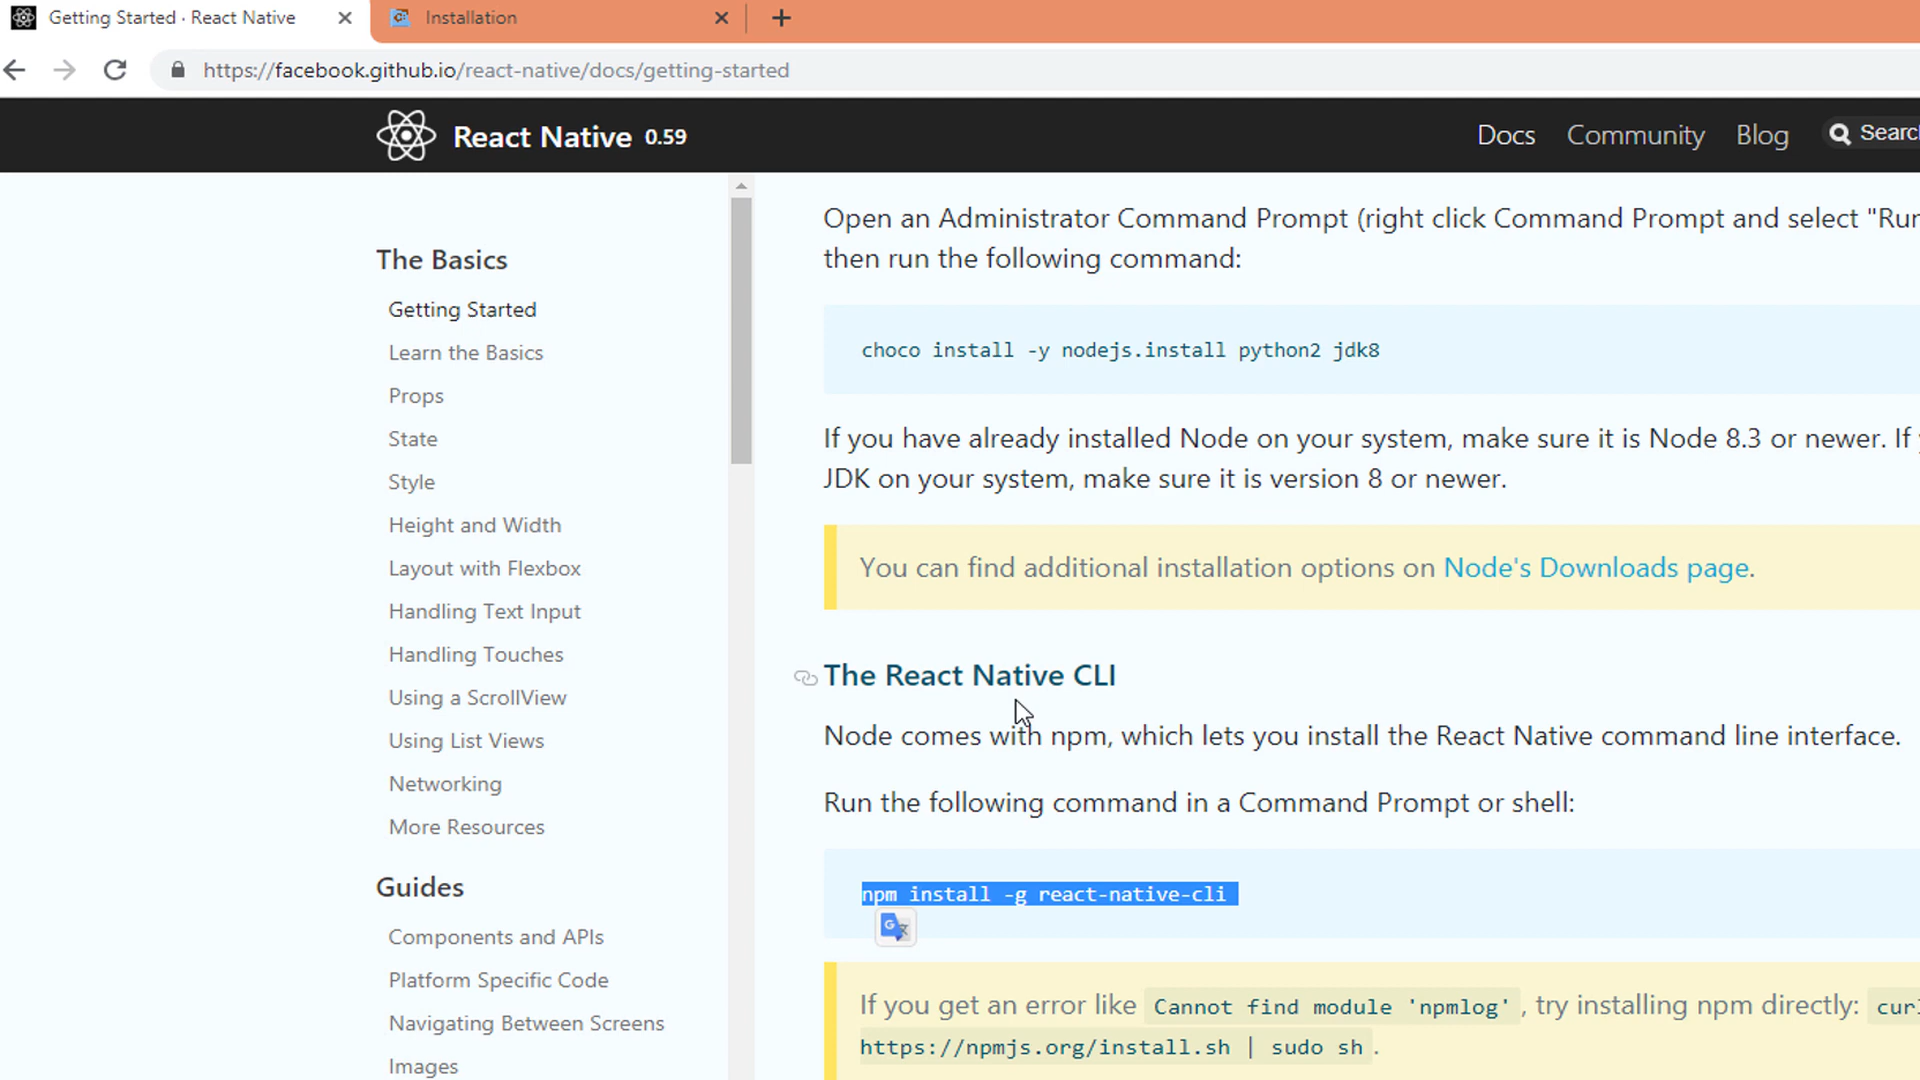 Getting Started · React Native
Installation
https://facebook.github.io/react-native/docs/getting-started
React Native 0.59
Docs
Community
Blog
The Basics
Getting Started
Learn the Basics
Props
State
Style
Height and Width
Layout with Flexbox
Handling Text Input
Handling Touches
Using a ScrollView
Using List Views
Networking
More Resources
Guides
Components and APIs
Platform Specific Code
Navigating Between Screens
Images
Open an Administrator Command Prompt (right click Command Prompt and select "Run
then run the following command:
choco install -y nodejs.install python2 jdk8
If you have already installed Node on your system, make sure it is Node 8.3 or newer. If
JDK on your system, make sure it is version 8 or newer.
You can find additional installation options on Node's Downloads page.
The React Native CLI
Node comes with npm, which lets you install the React Native command line interface.
Run the following command in a Command Prompt or shell:
npm install -g react-native-cli
If you get an error like Cannot find module 'npmlog', try installing npm directly:
https://npmjs.org/install.sh | sudo sh.